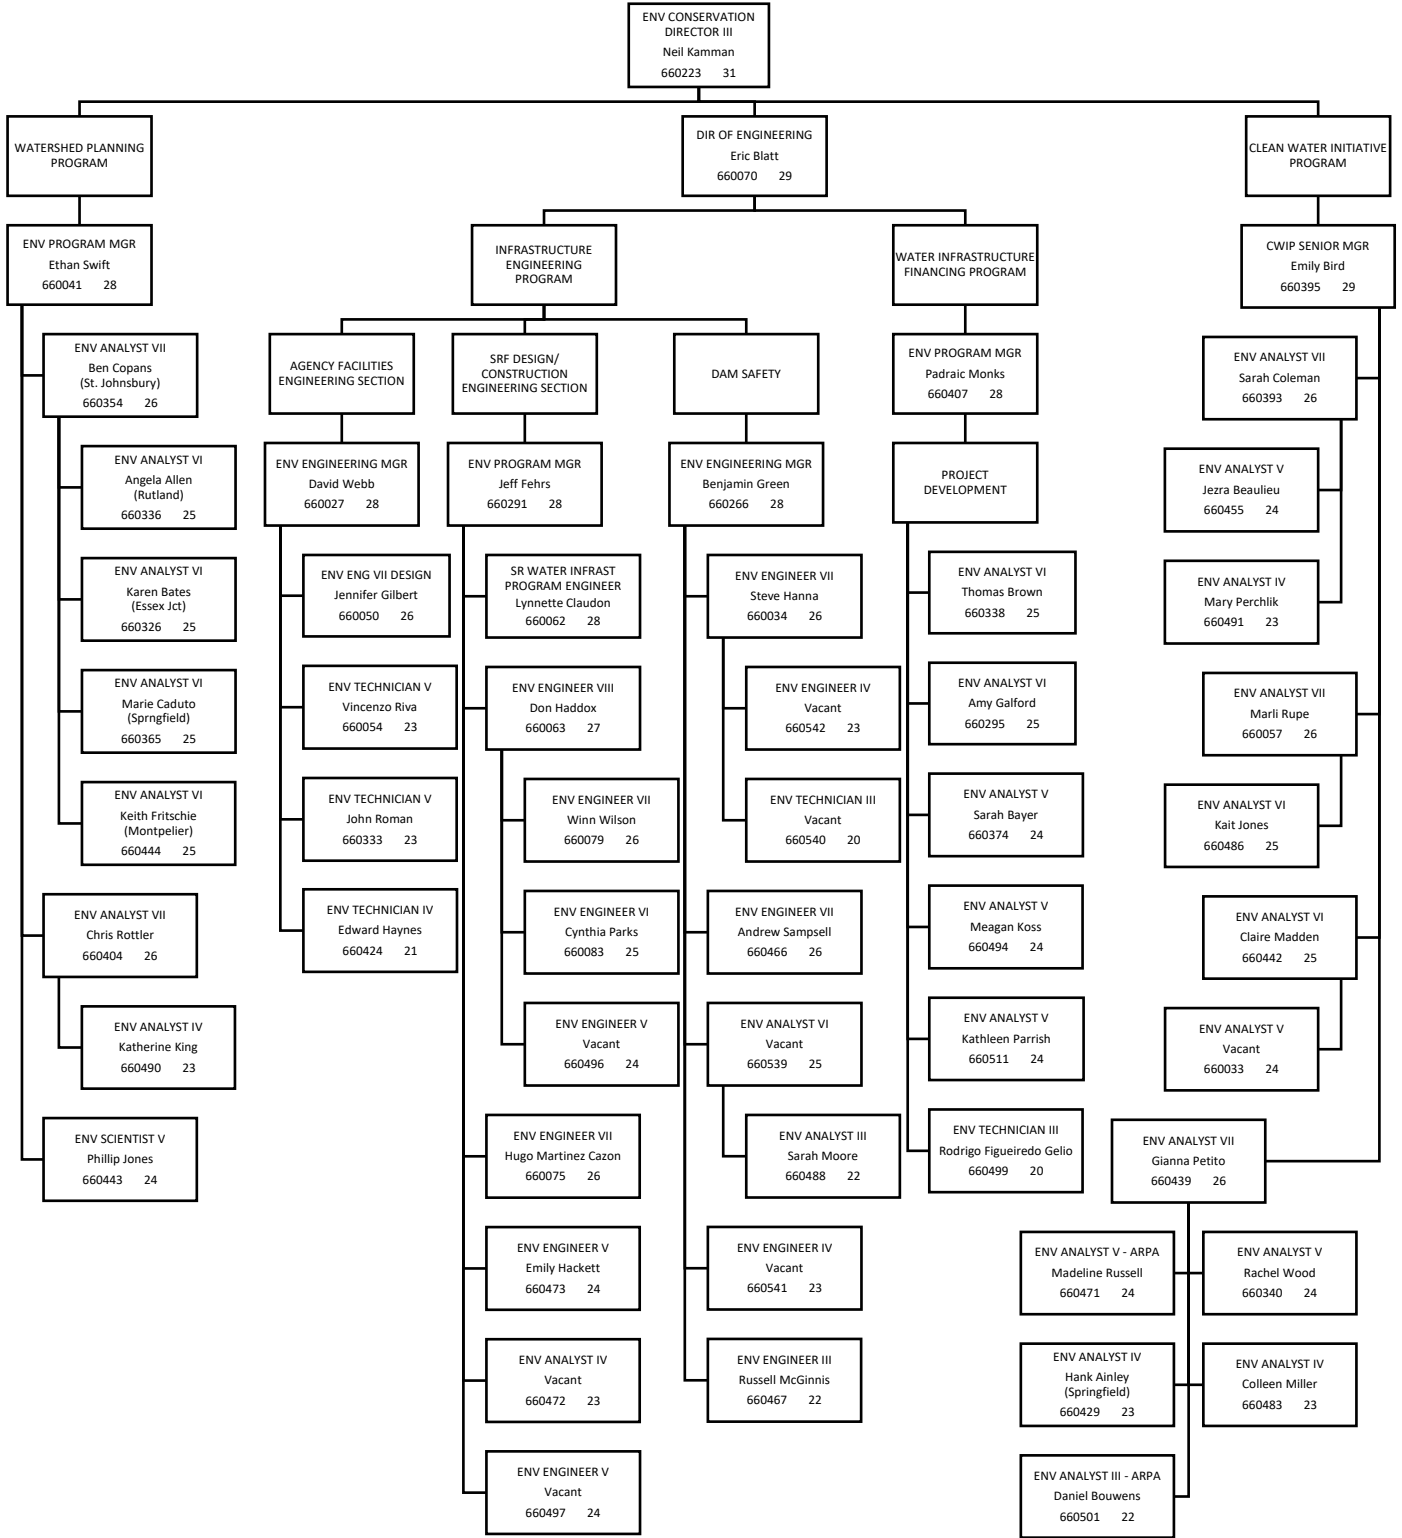 ENV CONSERVATION
DIRECTOR III
Neil Kamman
660223 31
WATERSHED PLANNING
PROGRAM
ENV PROGRAM MGR
Ethan Swift
660041 28
ENV ANALYST VII
Ben Copans
(St. Johnsbury)
660354 26
ENV ANALYST VI
Angela Allen
(Rutland)
660336 25
ENV ANALYST VI
Karen Bates
(Essex Jct)
660326 25
ENV ANALYST VI
Marie Caduto
(Sprngfield)
660365 25
ENV ANALYST VI
Keith Fritschie
(Montpelier)
660444 25
ENV ANALYST VII
Chris Rottler
660404 26
ENV ANALYST IV
Katherine King
660490 23
ENV SCIENTIST V
Phillip Jones
660443 24
DIR OF ENGINEERING
Eric Blatt
660070 29
INFRASTRUCTURE
ENGINEERING
PROGRAM
AGENCY FACILITIES
ENGINEERING SECTION
ENV ENGINEERING MGR
David Webb
660027 28
ENV ENG VII DESIGN
Jennifer Gilbert
660050 26
ENV TECHNICIAN V
Vincenzo Riva
660054 23
ENV TECHNICIAN V
John Roman
660333 23
ENV TECHNICIAN IV
Edward Haynes
660424 21
SRF DESIGN/
CONSTRUCTION
ENGINEERING SECTION
ENV PROGRAM MGR
Jeff Fehrs
660291 28
SR WATER INFRAST
PROGRAM ENGINEER
Lynnette Claudon
660062 28
ENV ENGINEER VIII
Don Haddox
660063 27
ENV ENGINEER VII
Winn Wilson
660079 26
ENV ENGINEER VI
Cynthia Parks
660083 25
ENV ENGINEER V
Vacant
660496 24
ENV ENGINEER VII
Hugo Martinez Cazon
660075 26
ENV ENGINEER V
Emily Hackett
660473 24
ENV ANALYST IV
Vacant
660472 23
ENV ENGINEER V
Vacant
660497 24
DAM SAFETY
ENV ENGINEERING MGR
Benjamin Green
660266 28
ENV ENGINEER VII
Steve Hanna
660034 26
ENV ENGINEER IV
Vacant
660542 23
ENV TECHNICIAN III
Vacant
660540 20
ENV ENGINEER VII
Andrew Sampsell
660466 26
ENV ANALYST VI
Vacant
660539 25
ENV ANALYST III
Sarah Moore
660488 22
ENV ENGINEER IV
Vacant
660541 23
ENV ENGINEER III
Russell McGinnis
660467 22
WATER INFRASTRUCTURE
FINANCING PROGRAM
ENV PROGRAM MGR
Padraic Monks
660407 28
PROJECT
DEVELOPMENT
ENV ANALYST VI
Thomas Brown
660338 25
ENV ANALYST VI
Amy Galford
660295 25
ENV ANALYST V
Sarah Bayer
660374 24
ENV ANALYST V
Meagan Koss
660494 24
ENV ANALYST V
Kathleen Parrish
660511 24
ENV TECHNICIAN III
Rodrigo Figueiredo Gelio
660499 20
CLEAN WATER INITIATIVE
PROGRAM
CWIP SENIOR MGR
Emily Bird
660395 29
ENV ANALYST VII
Sarah Coleman
660393 26
ENV ANALYST V
Jezra Beaulieu
660455 24
ENV ANALYST IV
Mary Perchlik
660491 23
ENV ANALYST VII
Marli Rupe
660057 26
ENV ANALYST VI
Kait Jones
660486 25
ENV ANALYST VI
Claire Madden
660442 25
ENV ANALYST V
Vacant
660033 24
ENV ANALYST VII
Gianna Petito
660439 26
ENV ANALYST V - ARPA
Madeline Russell
660471 24
ENV ANALYST V
Rachel Wood
660340 24
ENV ANALYST IV
Hank Ainley
(Springfield)
660429 23
ENV ANALYST IV
Colleen Miller
660483 23
ENV ANALYST III - ARPA
Daniel Bouwens
660501 22